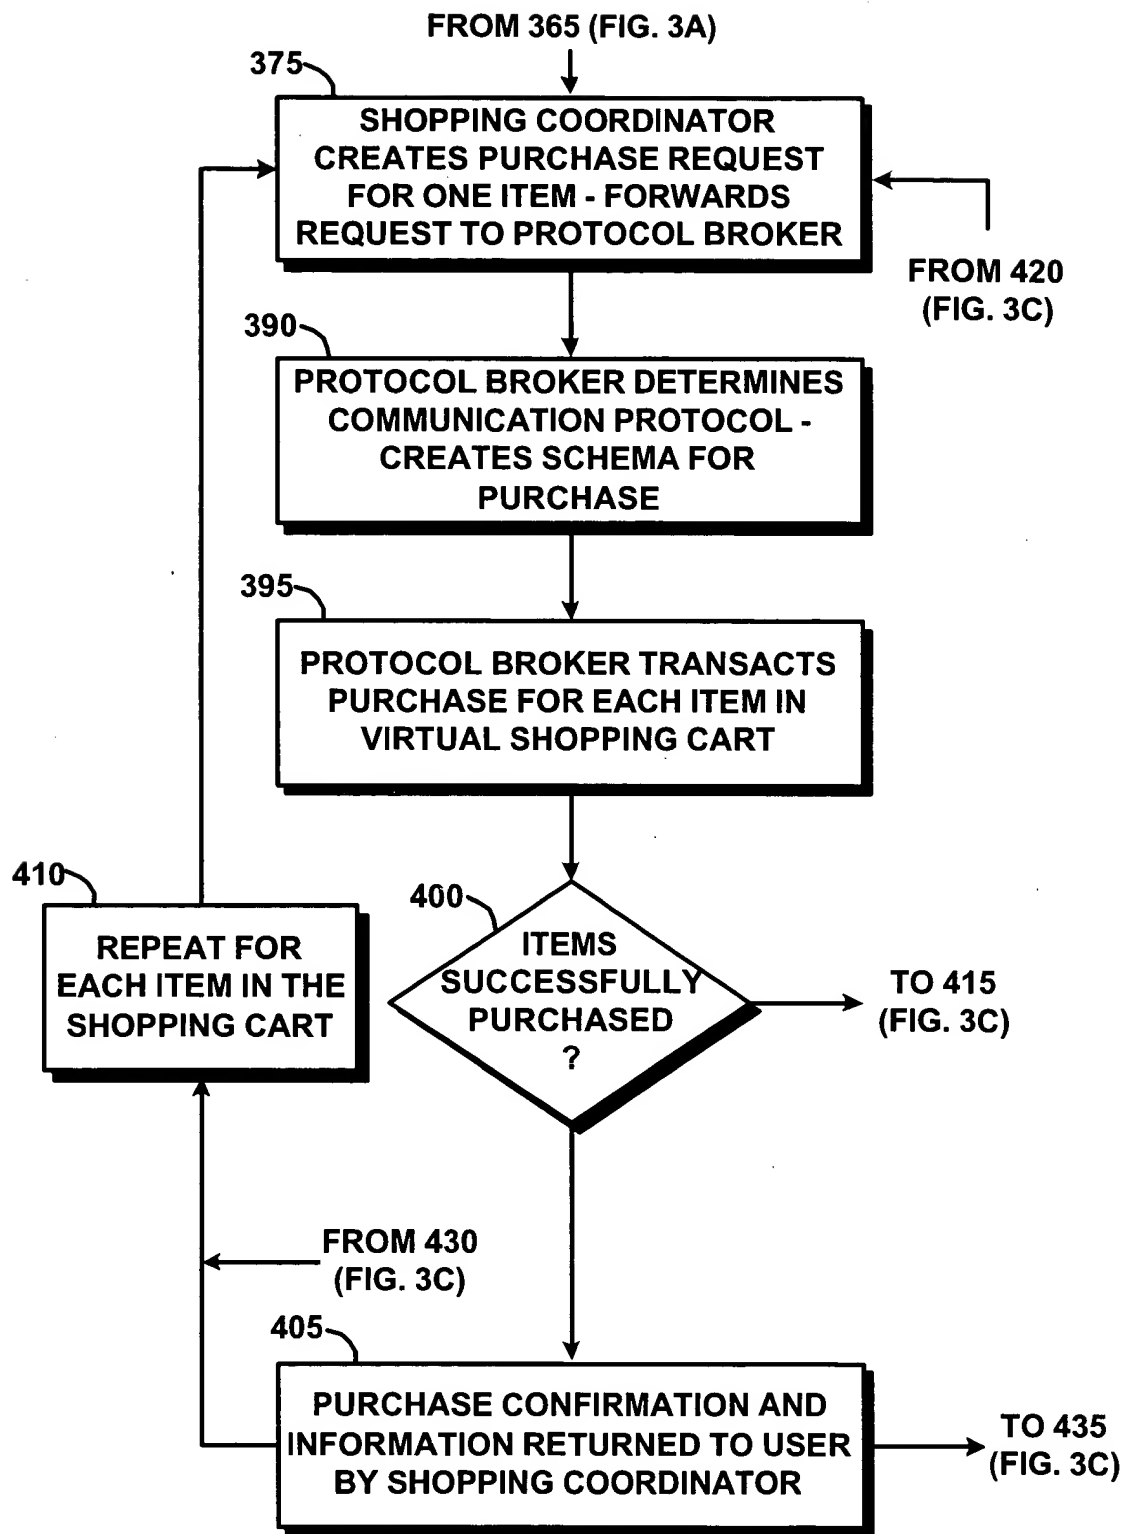 FROM 365 (FIG. 3A)
375
SHOPPING COORDINATOR
CREATES PURCHASE REQUEST
FOR ONE ITEM - FORWARDS
REQUEST TO PROTOCOL BROKER
FROM 420
(FIG. 3C)
390
PROTOCOL BROKER DETERMINES
COMMUNICATION PROTOCOL -
CREATES SCHEMA FOR
PURCHASE
395
PROTOCOL BROKER TRANSACTS
PURCHASE FOR EACH ITEM IN
VIRTUAL SHOPPING CART
410
REPEAT FOR
EACH ITEM IN THE
SHOPPING CART
400
ITEMS
SUCCESSFULLY
PURCHASED
?
TO 415
(FIG. 3C)
FROM 430
(FIG. 3C)
405
PURCHASE CONFIRMATION AND
INFORMATION RETURNED TO USER
BY SHOPPING COORDINATOR
TO 435
(FIG. 3C)